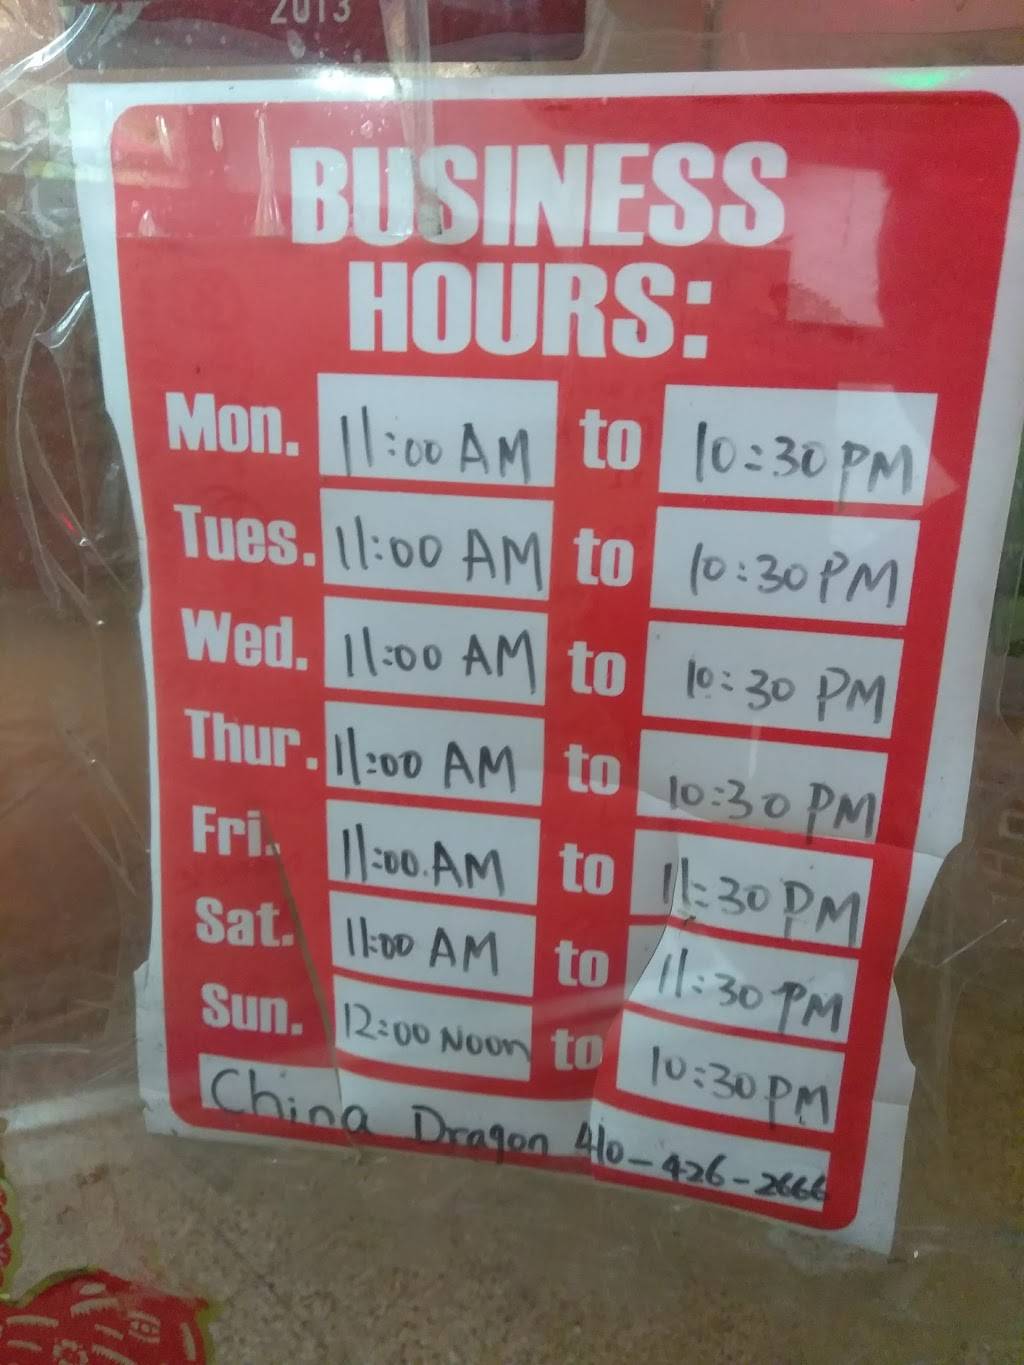 2013
BUSINESS
HOURS:
Mon. 11:00 AM to 10:30 PM
Tues. 11:00 AM to 10:30 PM
Wed. 11:00 AM to 10:30 PM
Thur. 11:00 AM to 10:30 PM
Fri. 11:00 AM to 11:30 PM
Sat. 11:00 AM to 11:30 PM
Sun. 12:00 Noon to 10:30 PM
China Dragon 410-426-2666